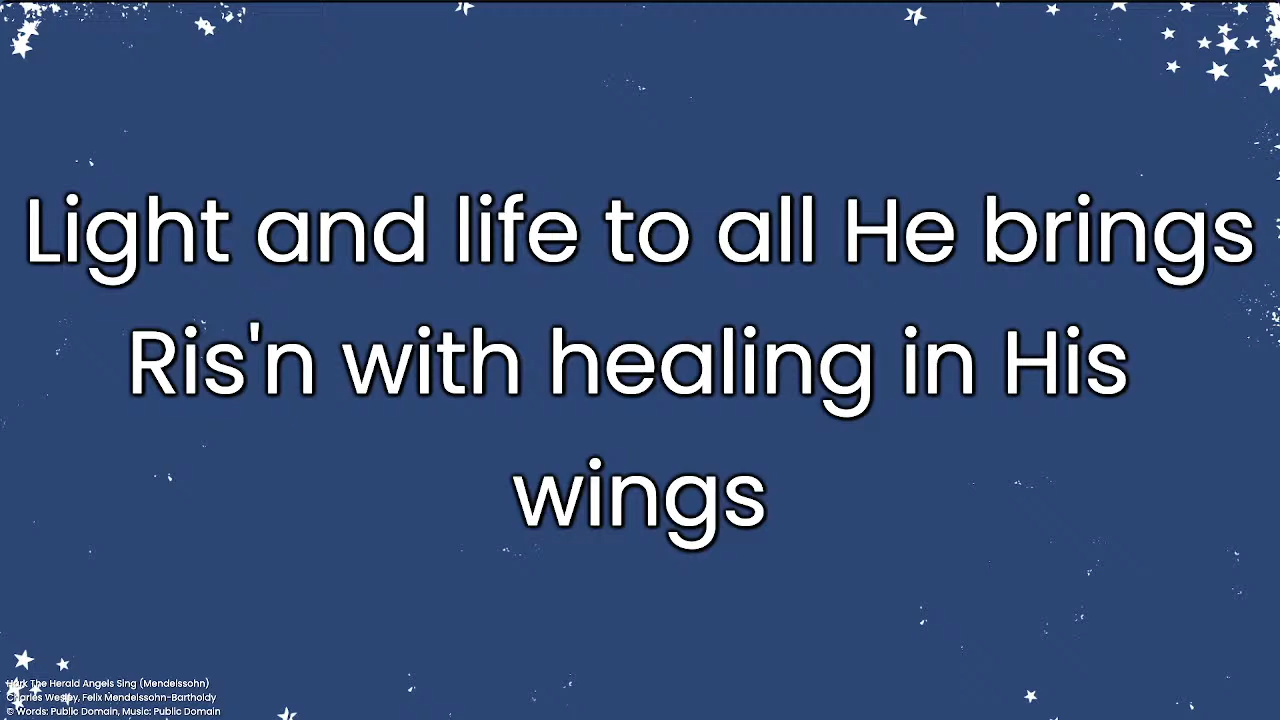 Light and life to all He brings
Ris'n with healing in His
wings
Hark The Herald Angels Sing (Mendelssohn)
Charles Wesley, Felix Mendelssohn-Bartholdy
© Words: Public Domain, Music: Public Domain